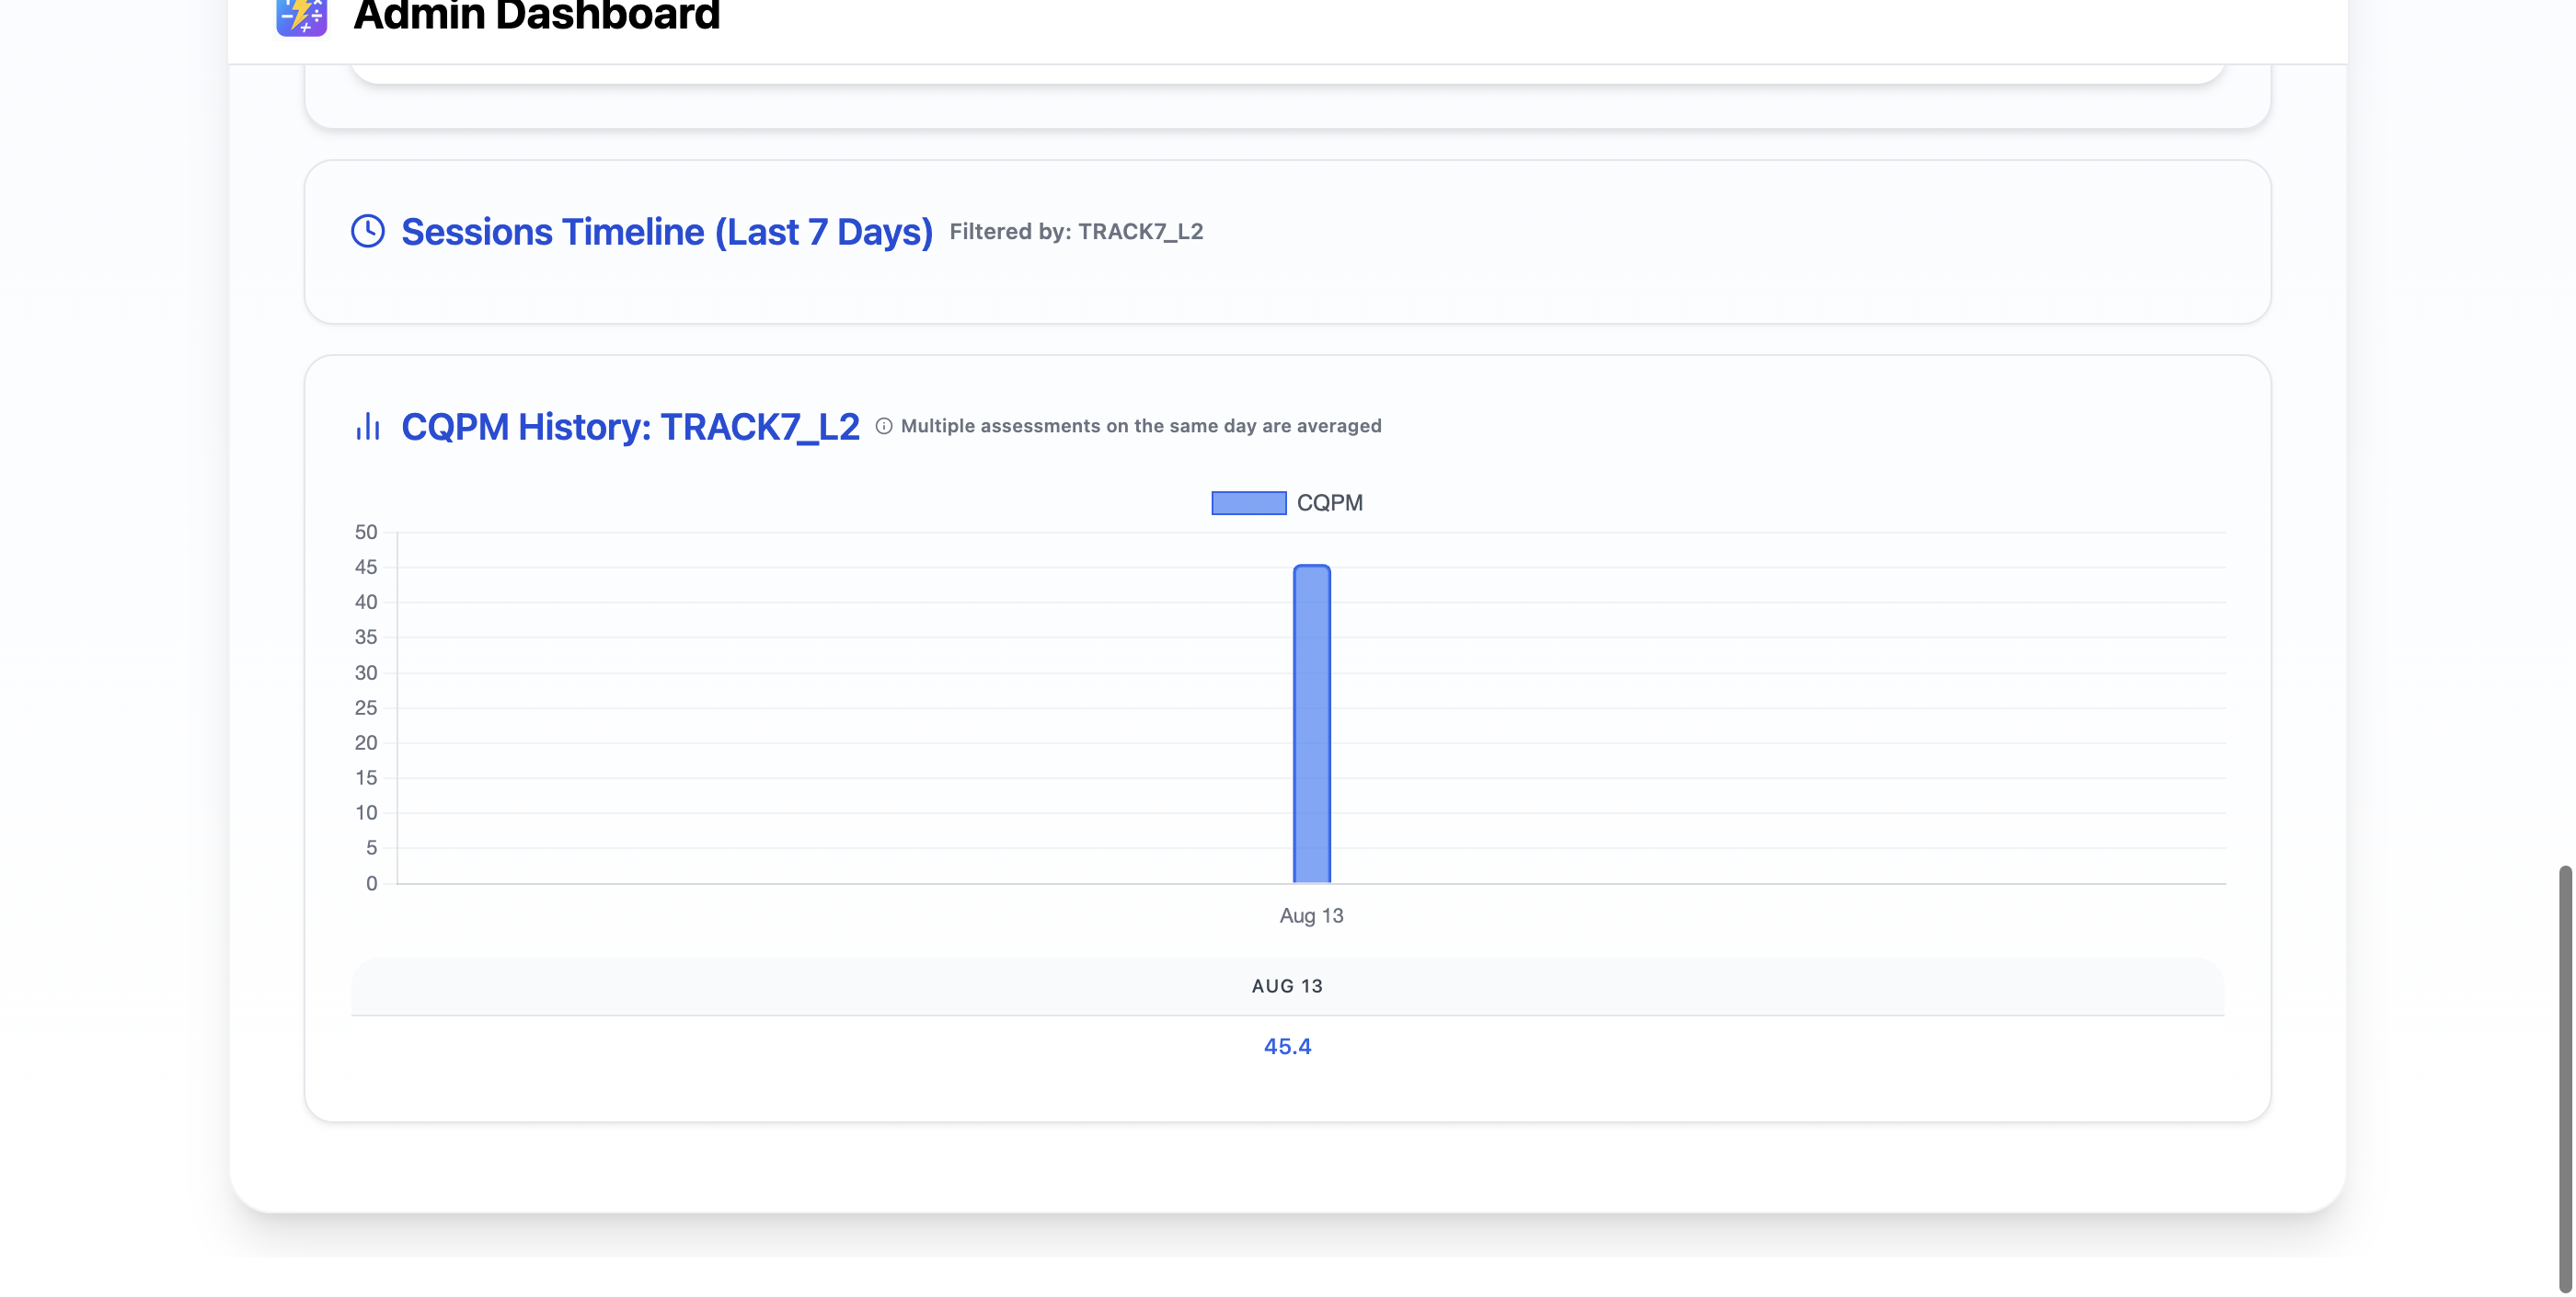 Admin Dashboard
Sessions Timeline (Last 7 Days) Filtered by: TRACK7_L2
CQPM History: TRACK7_L2 Multiple assessments on the same day are averaged
CQPM
50
45
40
35
30
25
20
15
10
5
0
Aug 13
AUG 13
45.4